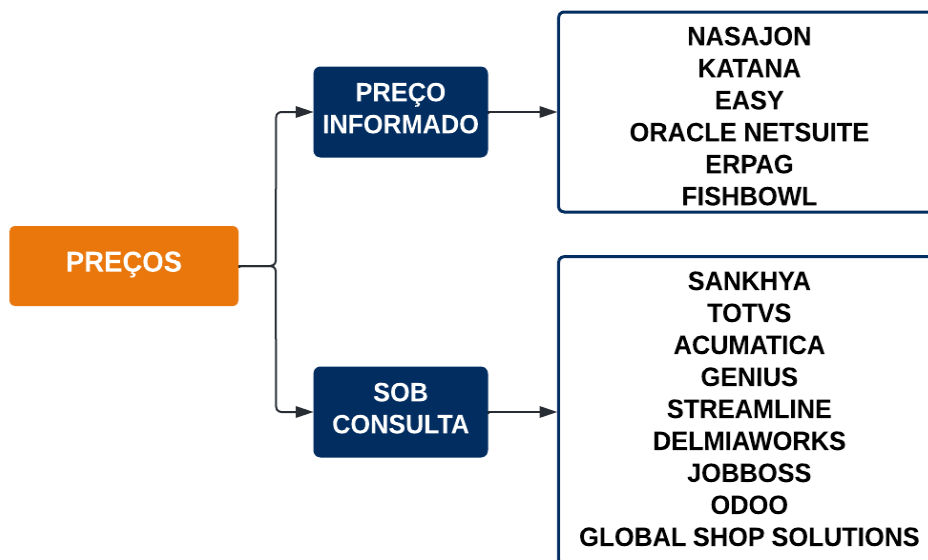 PREÇOS
PREÇO
INFORMADO
NASAJON
KATANA
EASY
ORACLE NETSUITE
ERPAG
FISHBOWL
SOB
CONSULTA
SANKHYA
TOTVS
ACUMATICA
GENIUS
STREAMLINE
DELMIAWORKS
JOBBOSS
ODOO
GLOBAL SHOP SOLUTIONS